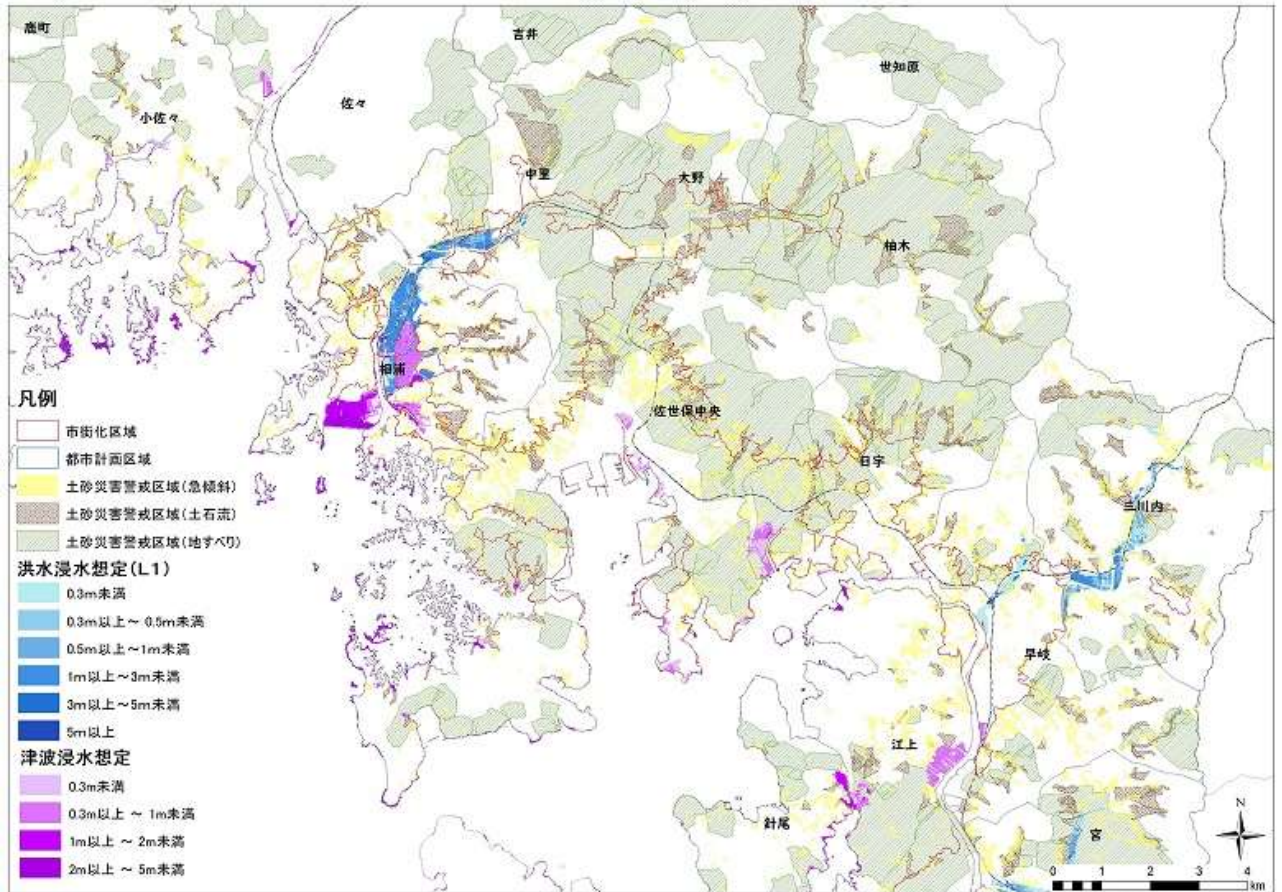 鹿町
吉井
世知原
佐々
小佐々
中里
大野
柚木
相浦
佐世保中央
日宇
三川内
早岐
江上
針尾
宮
凡例
市街化区域
都市計画区域
土砂災害警戒区域(急傾斜)
土砂災害警戒区域(土石流)
土砂災害警戒区域(地すべり)
洪水浸水想定(L1)
0.3m未満
0.3m以上～0.5m未満
0.5m以上～1m未満
1m以上～3m未満
3m以上～5m未満
5m以上
津波浸水想定
0.3m未満
0.3m以上 ～ 1m未満
1m以上 ～ 2m未満
2m以上 ～ 5m未満
N
0 1 2 3 4
km